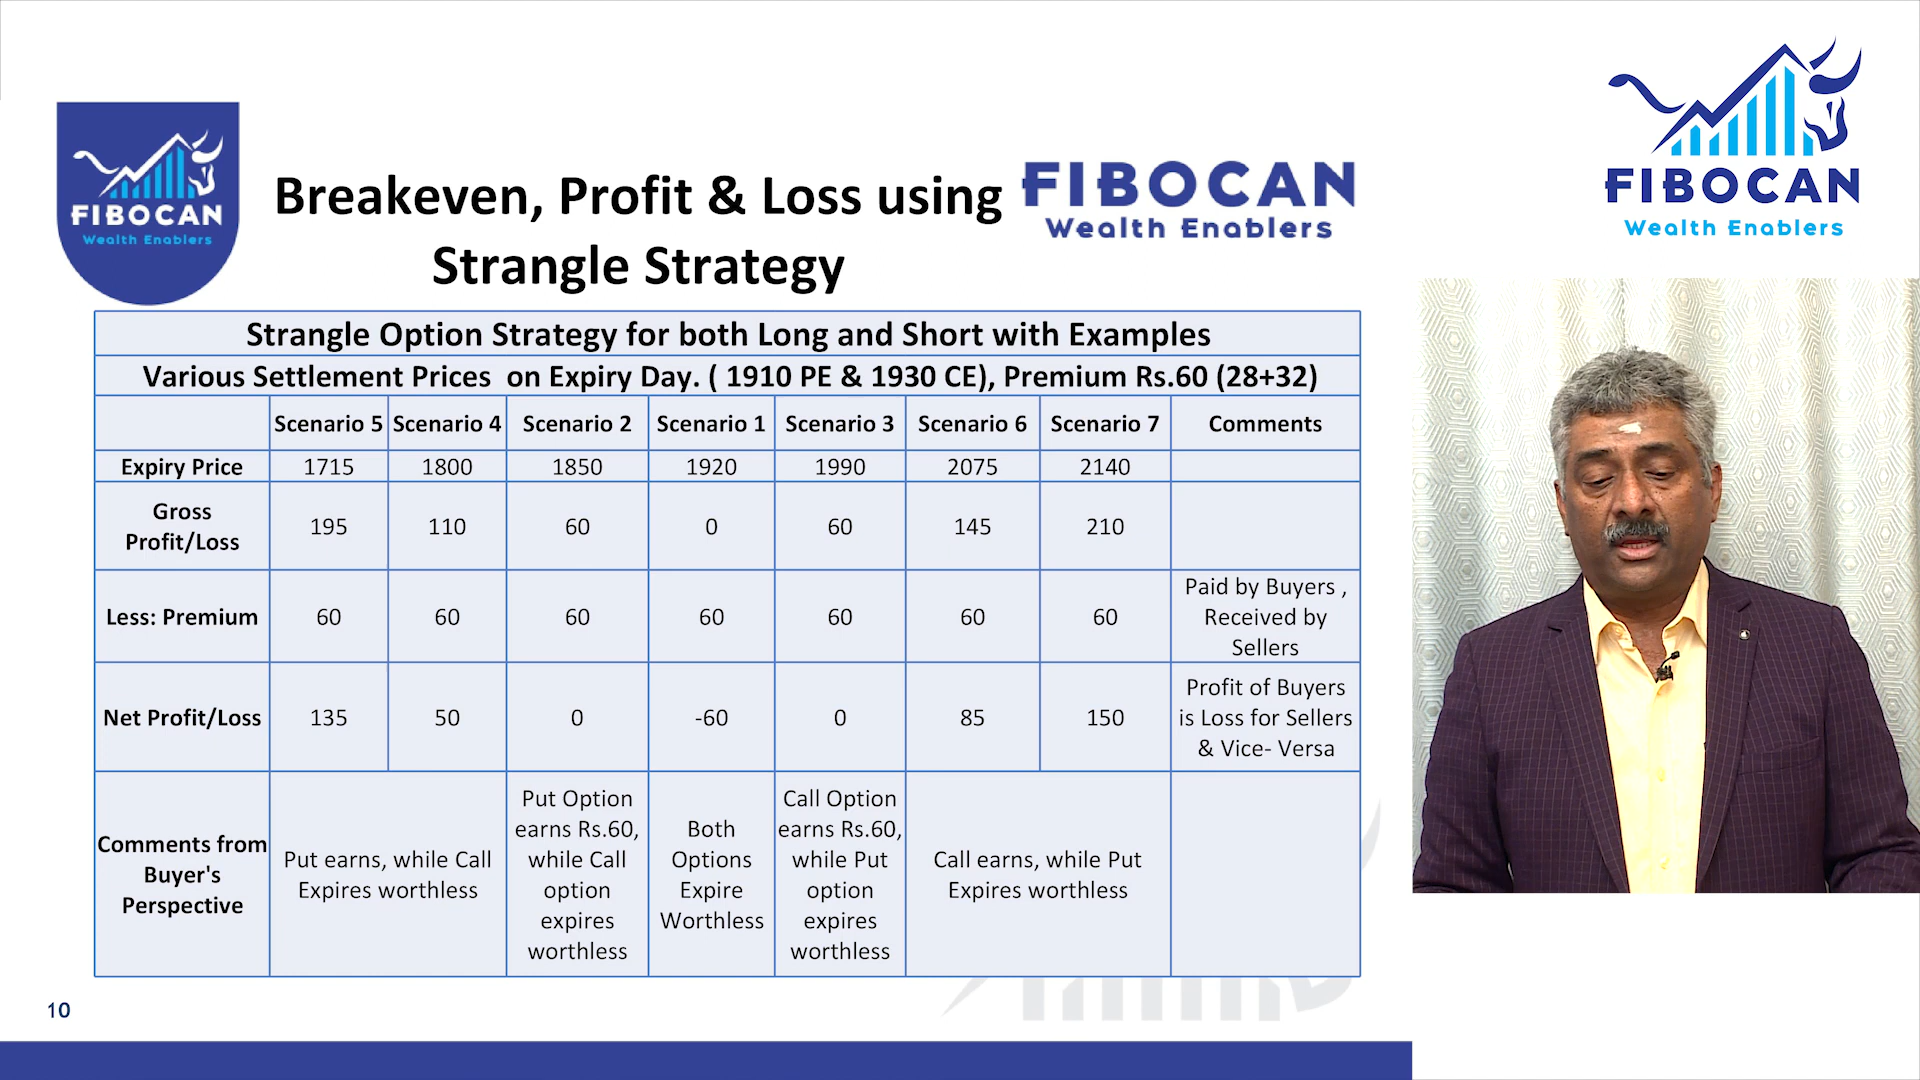 FIBOCAN
Wealth Enablers
FIBOCAN
Wealth Enablers
Breakeven, Profit & Loss using
Strangle Strategy
FIBOCAN
Wealth Enablers
Strangle Option Strategy for both Long and Short with Examples
Various Settlement Prices on Expiry Day. ( 1910 PE & 1930 CE), Premium Rs.60 (28+32)
Scenario 5 Scenario 4 Scenario 2 Scenario 1 Scenario 3 Scenario 6 Scenario 7 Comments
Expiry Price 1715 1800 1850 1920 1990 2075 2140
Gross
Profit/Loss
195 110 60 0 60 145 210
Less: Premium 60 60 60 60 60 60 60
Paid by Buyers ,
Received by
Sellers
Net Profit/Loss 135 50 0 -60 0 85 150
Profit of Buyers
is Loss for Sellers
& Vice- Versa
Comments from
Buyer's
Perspective
Put earns, while Call
Expires worthless
Put Option
earns Rs.60,
while Call
option
expires
worthless
Both
Options
Expire
Worthless
Call Option
earns Rs.60,
while Put
option
expires
worthless
Call earns, while Put
Expires worthless
10